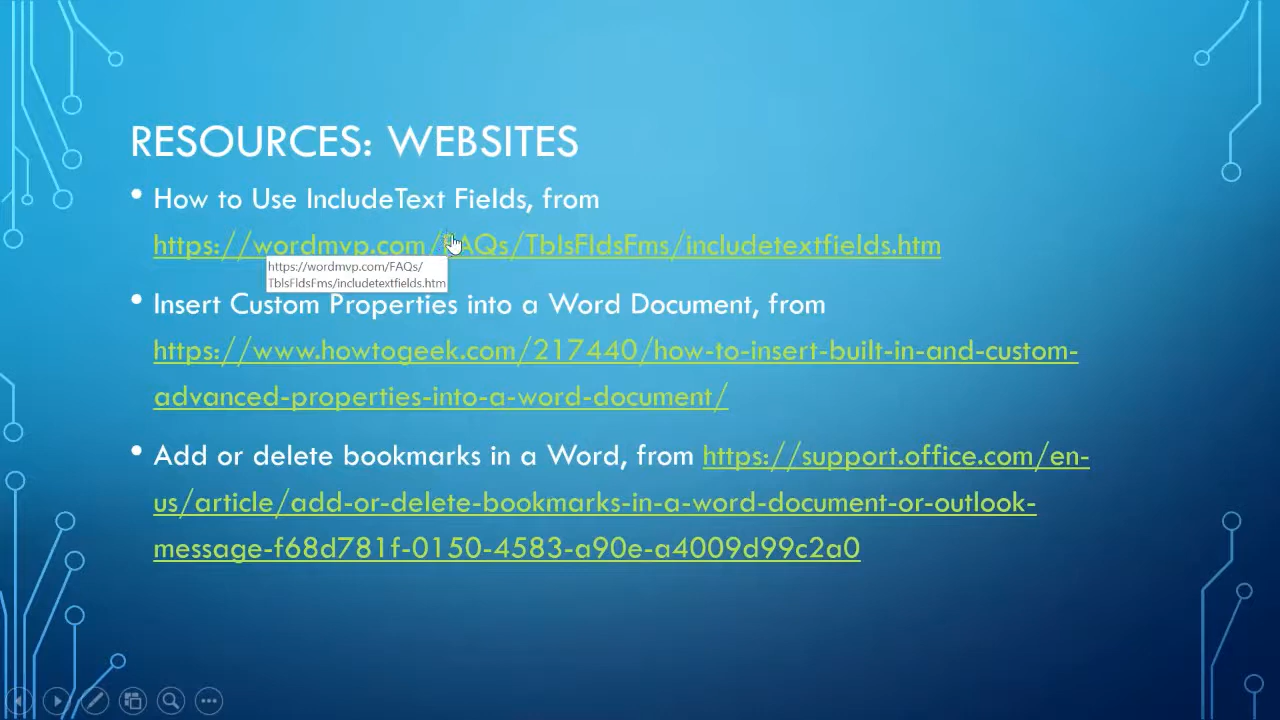 RESOURCES: WEBSITES
• How to Use IncludeText Fields, from
https://wordmvp.com/FAQs/TblsFldsFms/includetextfields.htm
https://wordmvp.com/FAQs/
TblsFldsFms/includetextfields.htm
• Insert Custom Properties into a Word Document, from
https://www.howtogeek.com/217440/how-to-insert-built-in-and-custom-
advanced-properties-into-a-word-document/
• Add or delete bookmarks in a Word, from https://support.office.com/en-
us/article/add-or-delete-bookmarks-in-a-word-document-or-outlook-
message-f68d781f-0150-4583-a90e-a4009d99c2a0